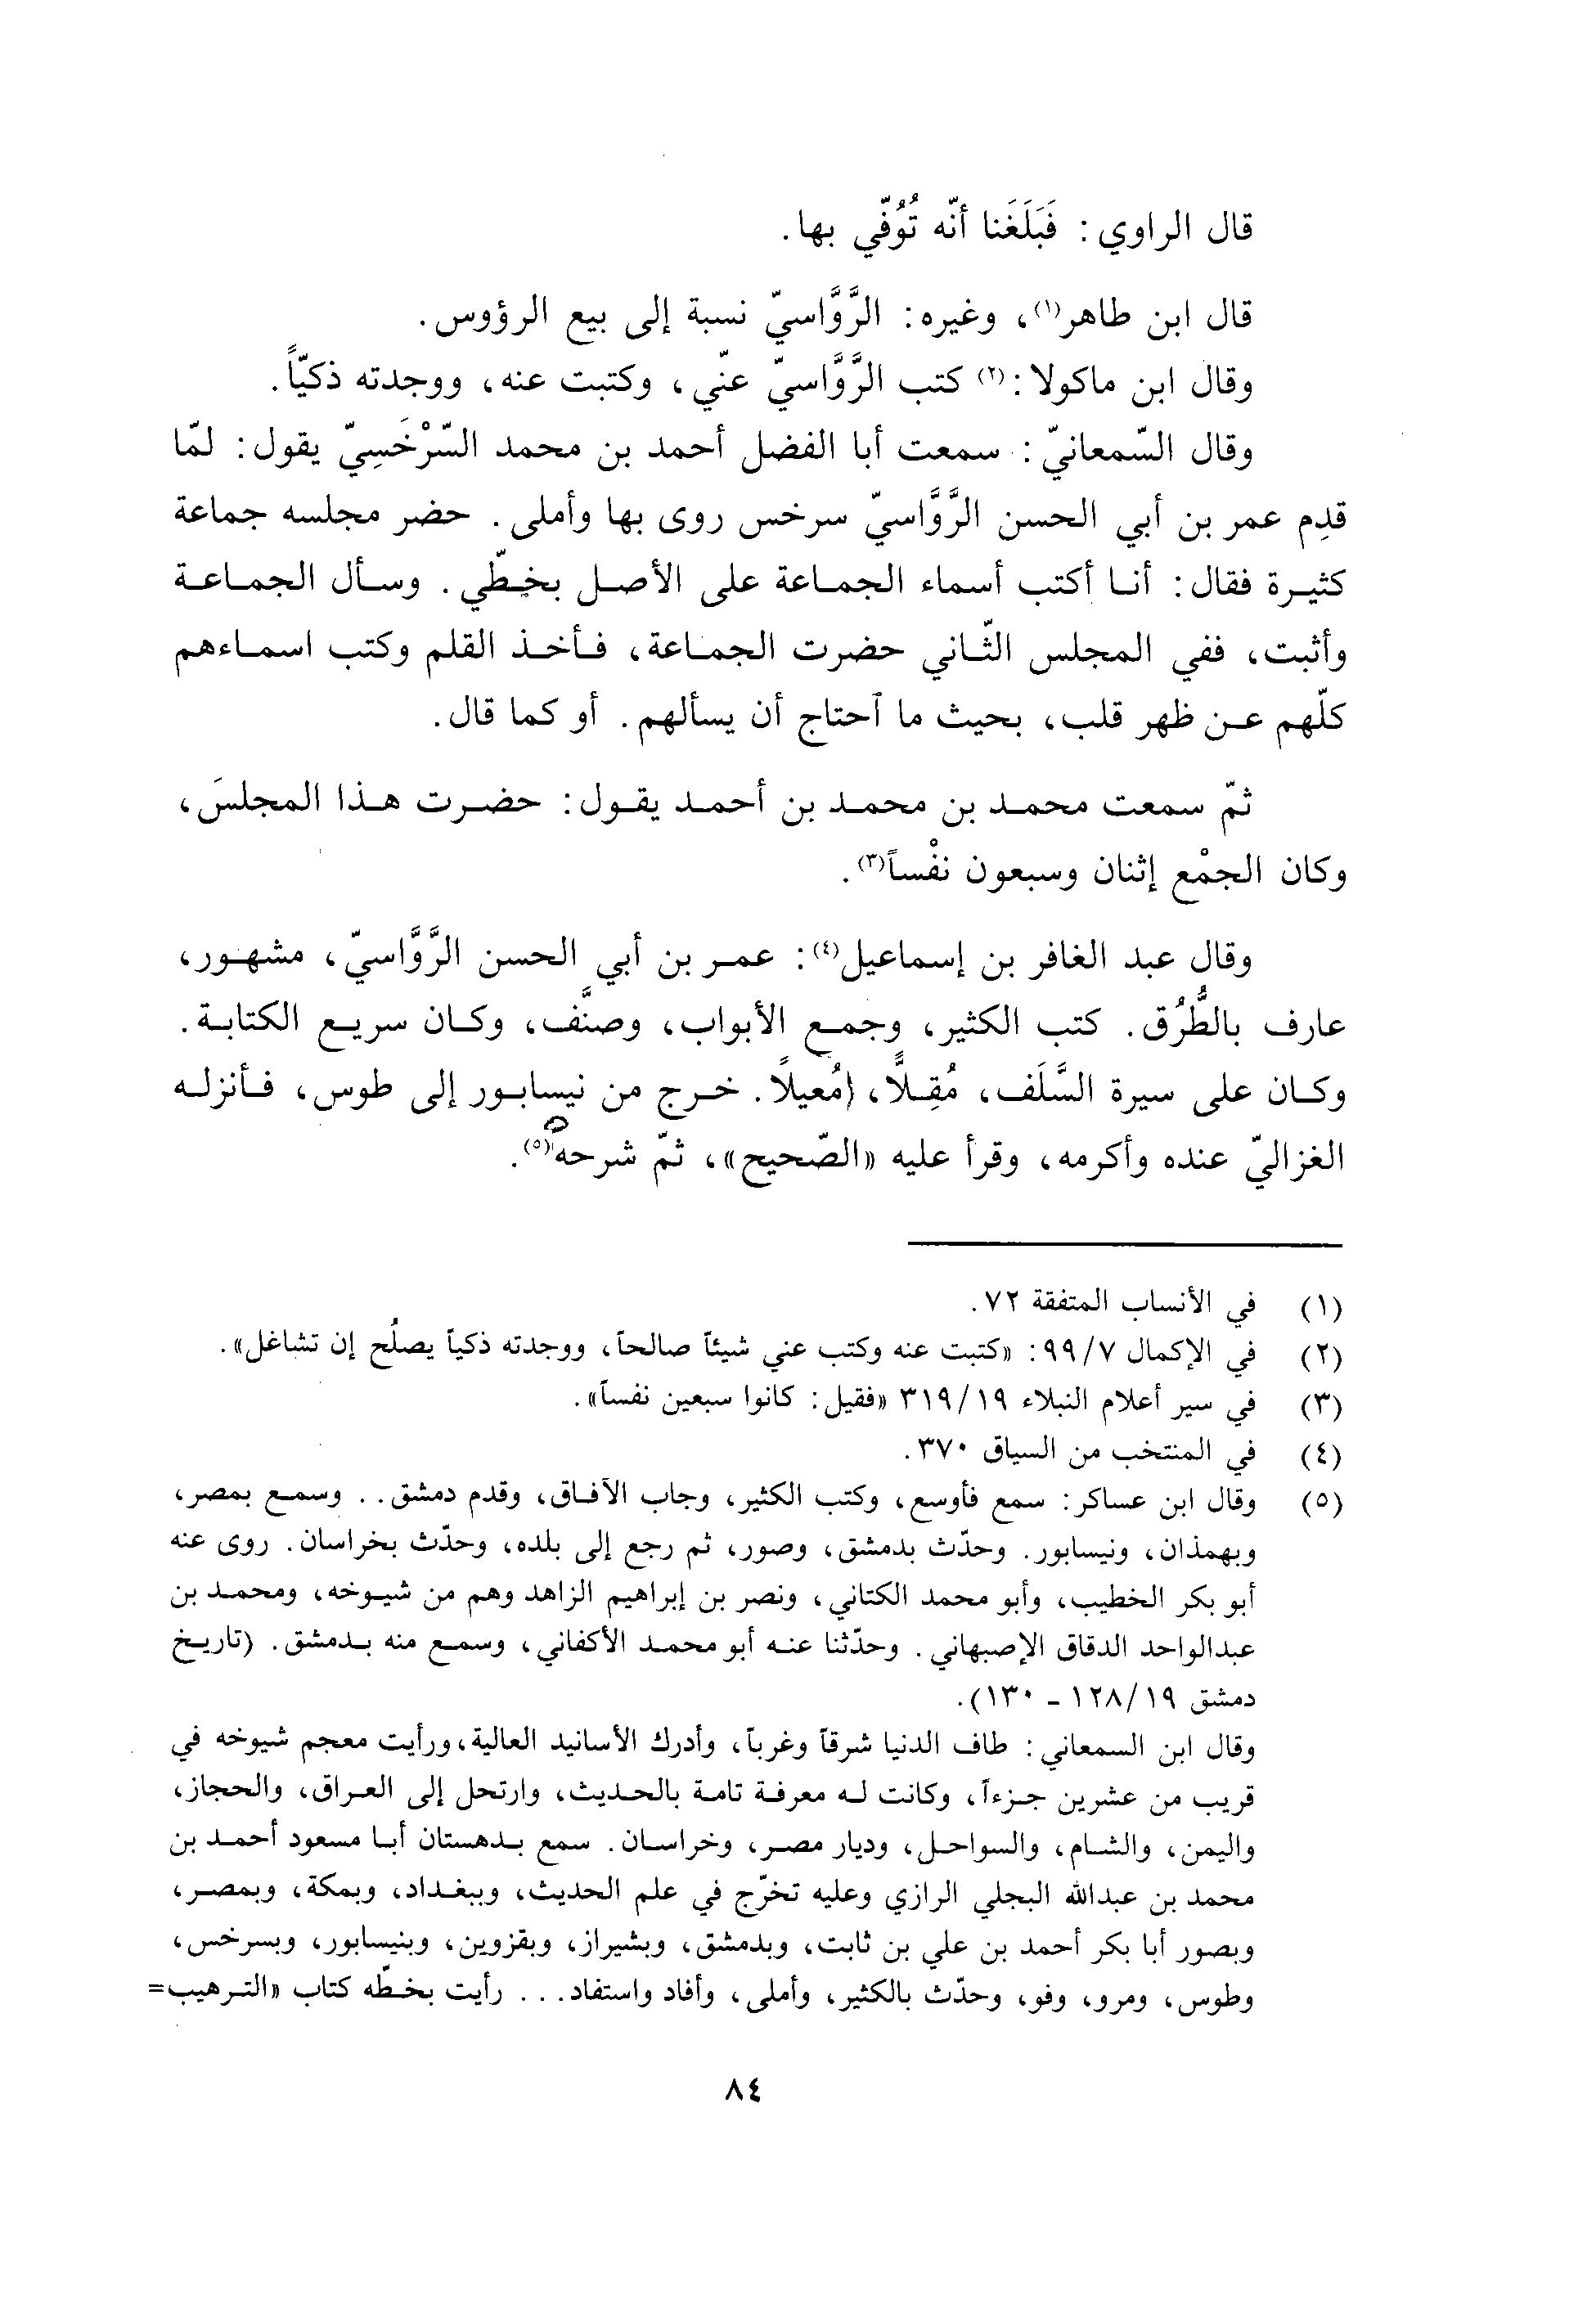 قال الراوي: فَبَلَغَنا أنّه تُوُفّي بها.
قال ابن طاهر(١)، وغيره: الرَّوَّاسيّ نسبة إلى بيع الرؤوس.
وقال ابن ماكولا:(٢) كتب الرَّوَّاسيّ عنّي، وكتبت عنه، ووجدته ذكيّاً.
وقال السّمعانيّ: سمعت أبا الفضل أحمد بن محمد السّرْخَسِيّ يقول: لمّا
قدِم عمر بن أبي الحسن الرَّوَّاسيّ سرخس روى بها وأملى. حضر مجلسه جماعة
كثيرة فقال: أنا أكتب أسماء الجماعة على الأصل بخطّي. وسأل الجماعة
وأثبت، ففي المجلس الثّاني حضرت الجماعة، فأخذ القلم وكتب اسماءهم
كلّهم عن ظهر قلب، بحيث ما آحتاج أن يسألهم. أو كما قال.
ثمّ سمعت محمد بن محمد بن أحمد يقول: حضرت هذا المجلسَ،
وكان الجمْع إثنان وسبعون نفْساً(٣).
وقال عبد الغافر بن إسماعيل(٤): عمر بن أبي الحسن الرَّوَّاسيّ، مشهور،
عارف بالطُّرُق. كتب الكثير، وجمع الأبواب، وصنَّف، وكان سريع الكتابة.
وكان على سيرة السَّلَف، مُقِلًّا، مُعيلًا. خرج من نيسابور إلى طوس، فأنزله
الغزاليّ عنده وأكرمه، وقرأ عليه «الصّحيح»، ثمّ شرحه(٥).
(١) في الأنساب المتفقة ٧٢.
(٢) في الإكمال ٩٩/٧: «كتبت عنه وكتب عني شيئاً صالحاً، ووجدته ذكياً يصلُح إن تشاغل».
(٣) في سير أعلام النبلاء ٣١٩/١٩ «فقيل: كانوا سبعين نفساً».
(٤) في المنتخب من السياق ٣٧٠.
(٥) وقال ابن عساكر: سمع فأوسع، وكتب الكثير، وجاب الآفاق، وقدم دمشق.. وسمع بمصر،
وبهمذان، ونيسابور. وحدّث بدمشق، وصور، ثم رجع إلى بلده، وحدّث بخراسان. روى عنه
أبو بكر الخطيب، وأبو محمد الكتاني، ونصر بن إبراهيم الزاهد وهم من شيوخه، ومحمد بن
عبدالواحد الدقاق الإصبهاني. وحدّثنا عنه أبو محمد الأكفاني، وسمع منه بدمشق. (تاريخ
دمشق ١٢٨/١٩ - ١٣٠).
وقال ابن السمعاني: طاف الدنيا شرقاً وغرباً، وأدرك الأسانيد العالية، ورأيت معجم شيوخه في
قريب من عشرين جزءاً، وكانت له معرفة تامة بالحديث، وارتحل إلى العراق، والحجاز،
واليمن، والشام، والسواحل، وديار مصر، وخراسان. سمع بدهستان أبا مسعود أحمد بن
محمد بن عبدالله البجلي الرازي وعليه تخرّج في علم الحديث، وببغداد، وبمكة، وبمصر،
وبصور أبا بكر أحمد بن علي بن ثابت، وبدمشق، وبشيراز، وبقزوين، وبنيسابور، وبسرخس،
وطوس، ومرو، وفو، وحدّث بالكثير، وأملى، وأفاد واستفاد... رأيت بخطّه كتاب «الترهيب=
٨٤